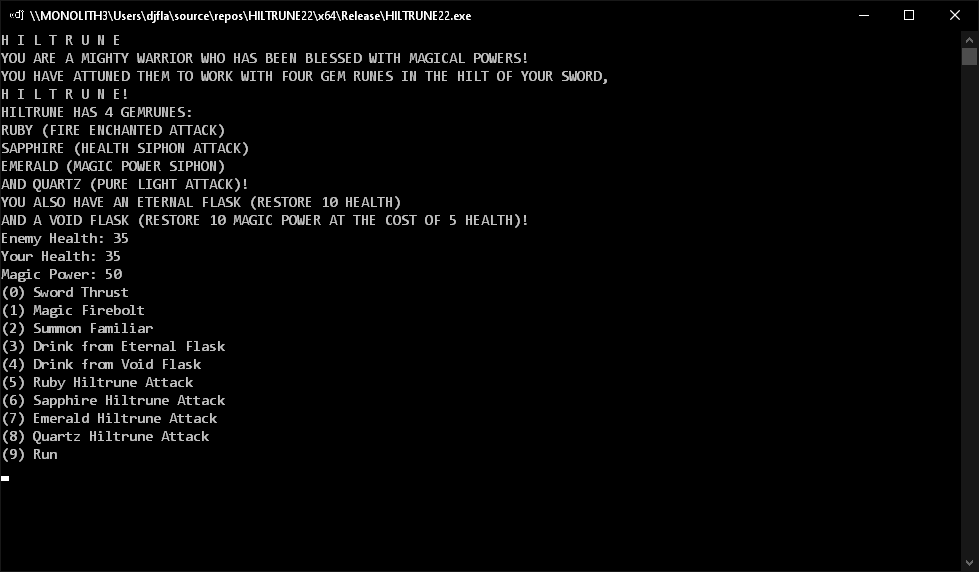 \\MONOLITH3\Users\djfla\source\repos\HILTRUNE22\x64\Release\HILTRUNE22.exe
H I L T R U N E
YOU ARE A MIGHTY WARRIOR WHO HAS BEEN BLESSED WITH MAGICAL POWERS!
YOU HAVE ATTUNED THEM TO WORK WITH FOUR GEM RUNES IN THE HILT OF YOUR SWORD,
H I L T R U N E!
HILTRUNE HAS 4 GEMRUNES:
RUBY (FIRE ENCHANTED ATTACK)
SAPPHIRE (HEALTH SIPHON ATTACK)
EMERALD (MAGIC POWER SIPHON)
AND QUARTZ (PURE LIGHT ATTACK)!
YOU ALSO HAVE AN ETERNAL FLASK (RESTORE 10 HEALTH)
AND A VOID FLASK (RESTORE 10 MAGIC POWER AT THE COST OF 5 HEALTH)!
Enemy Health: 35
Your Health: 35
Magic Power: 50
(0) Sword Thrust
(1) Magic Firebolt
(2) Summon Familiar
(3) Drink from Eternal Flask
(4) Drink from Void Flask
(5) Ruby Hiltrune Attack
(6) Sapphire Hiltrune Attack
(7) Emerald Hiltrune Attack
(8) Quartz Hiltrune Attack
(9) Run